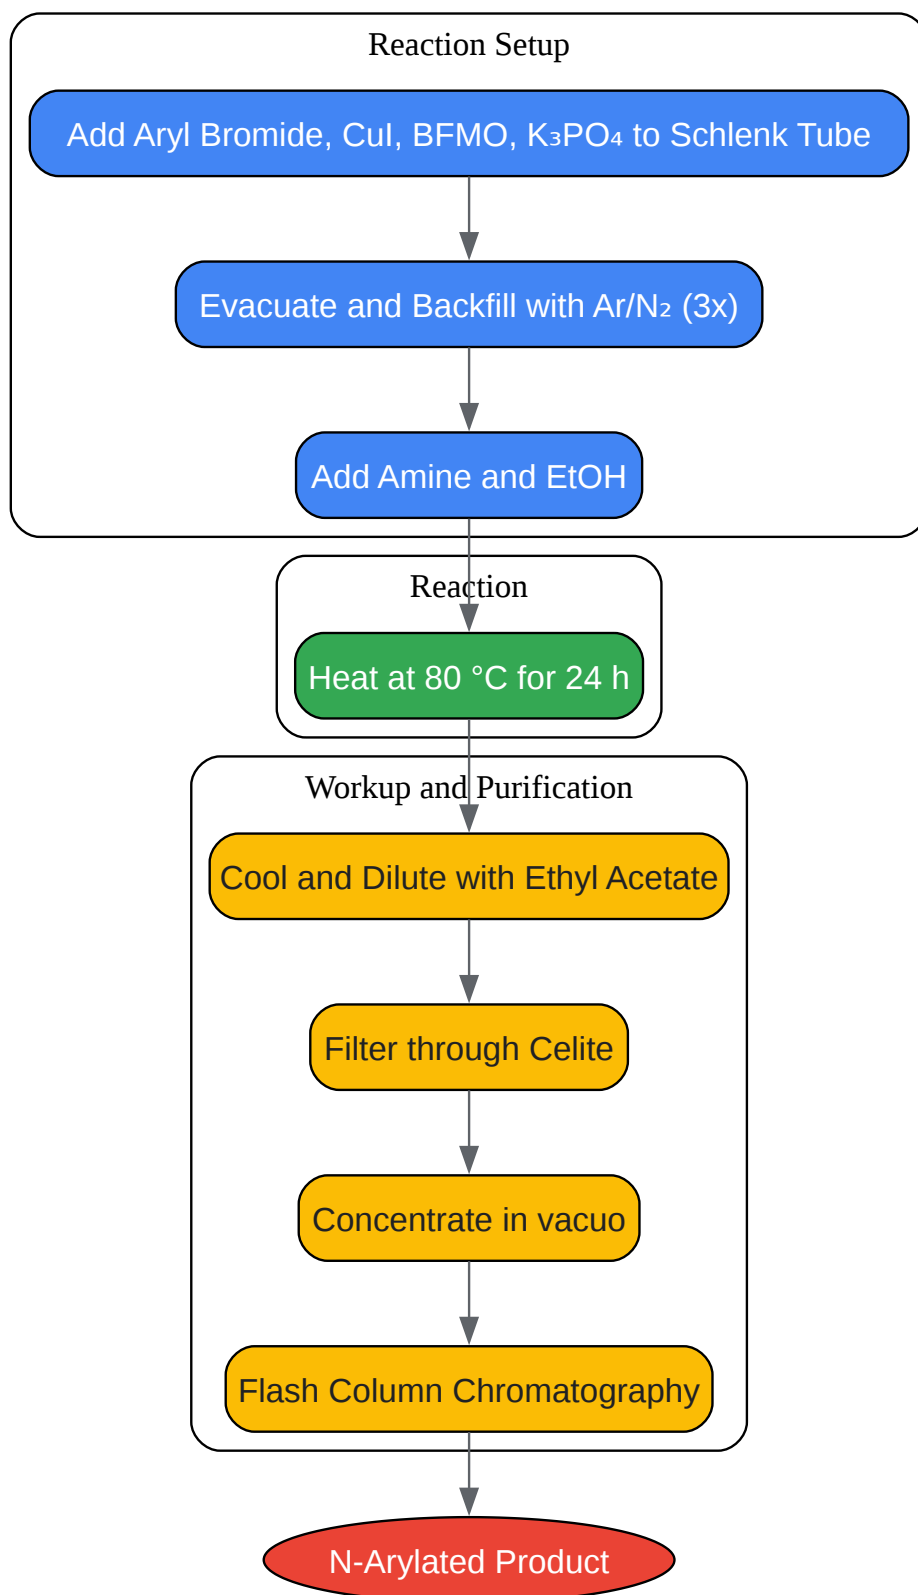 Reaction Setup
Add Aryl Bromide, CuI, BFMO, K₃PO₄ to Schlenk Tube
Evacuate and Backfill with Ar/N₂ (3x)
Add Amine and EtOH
Reaction
Heat at 80 °C for 24 h
Workup and Purification
Cool and Dilute with Ethyl Acetate
Filter through Celite
Concentrate in vacuo
Flash Column Chromatography
N-Arylated Product